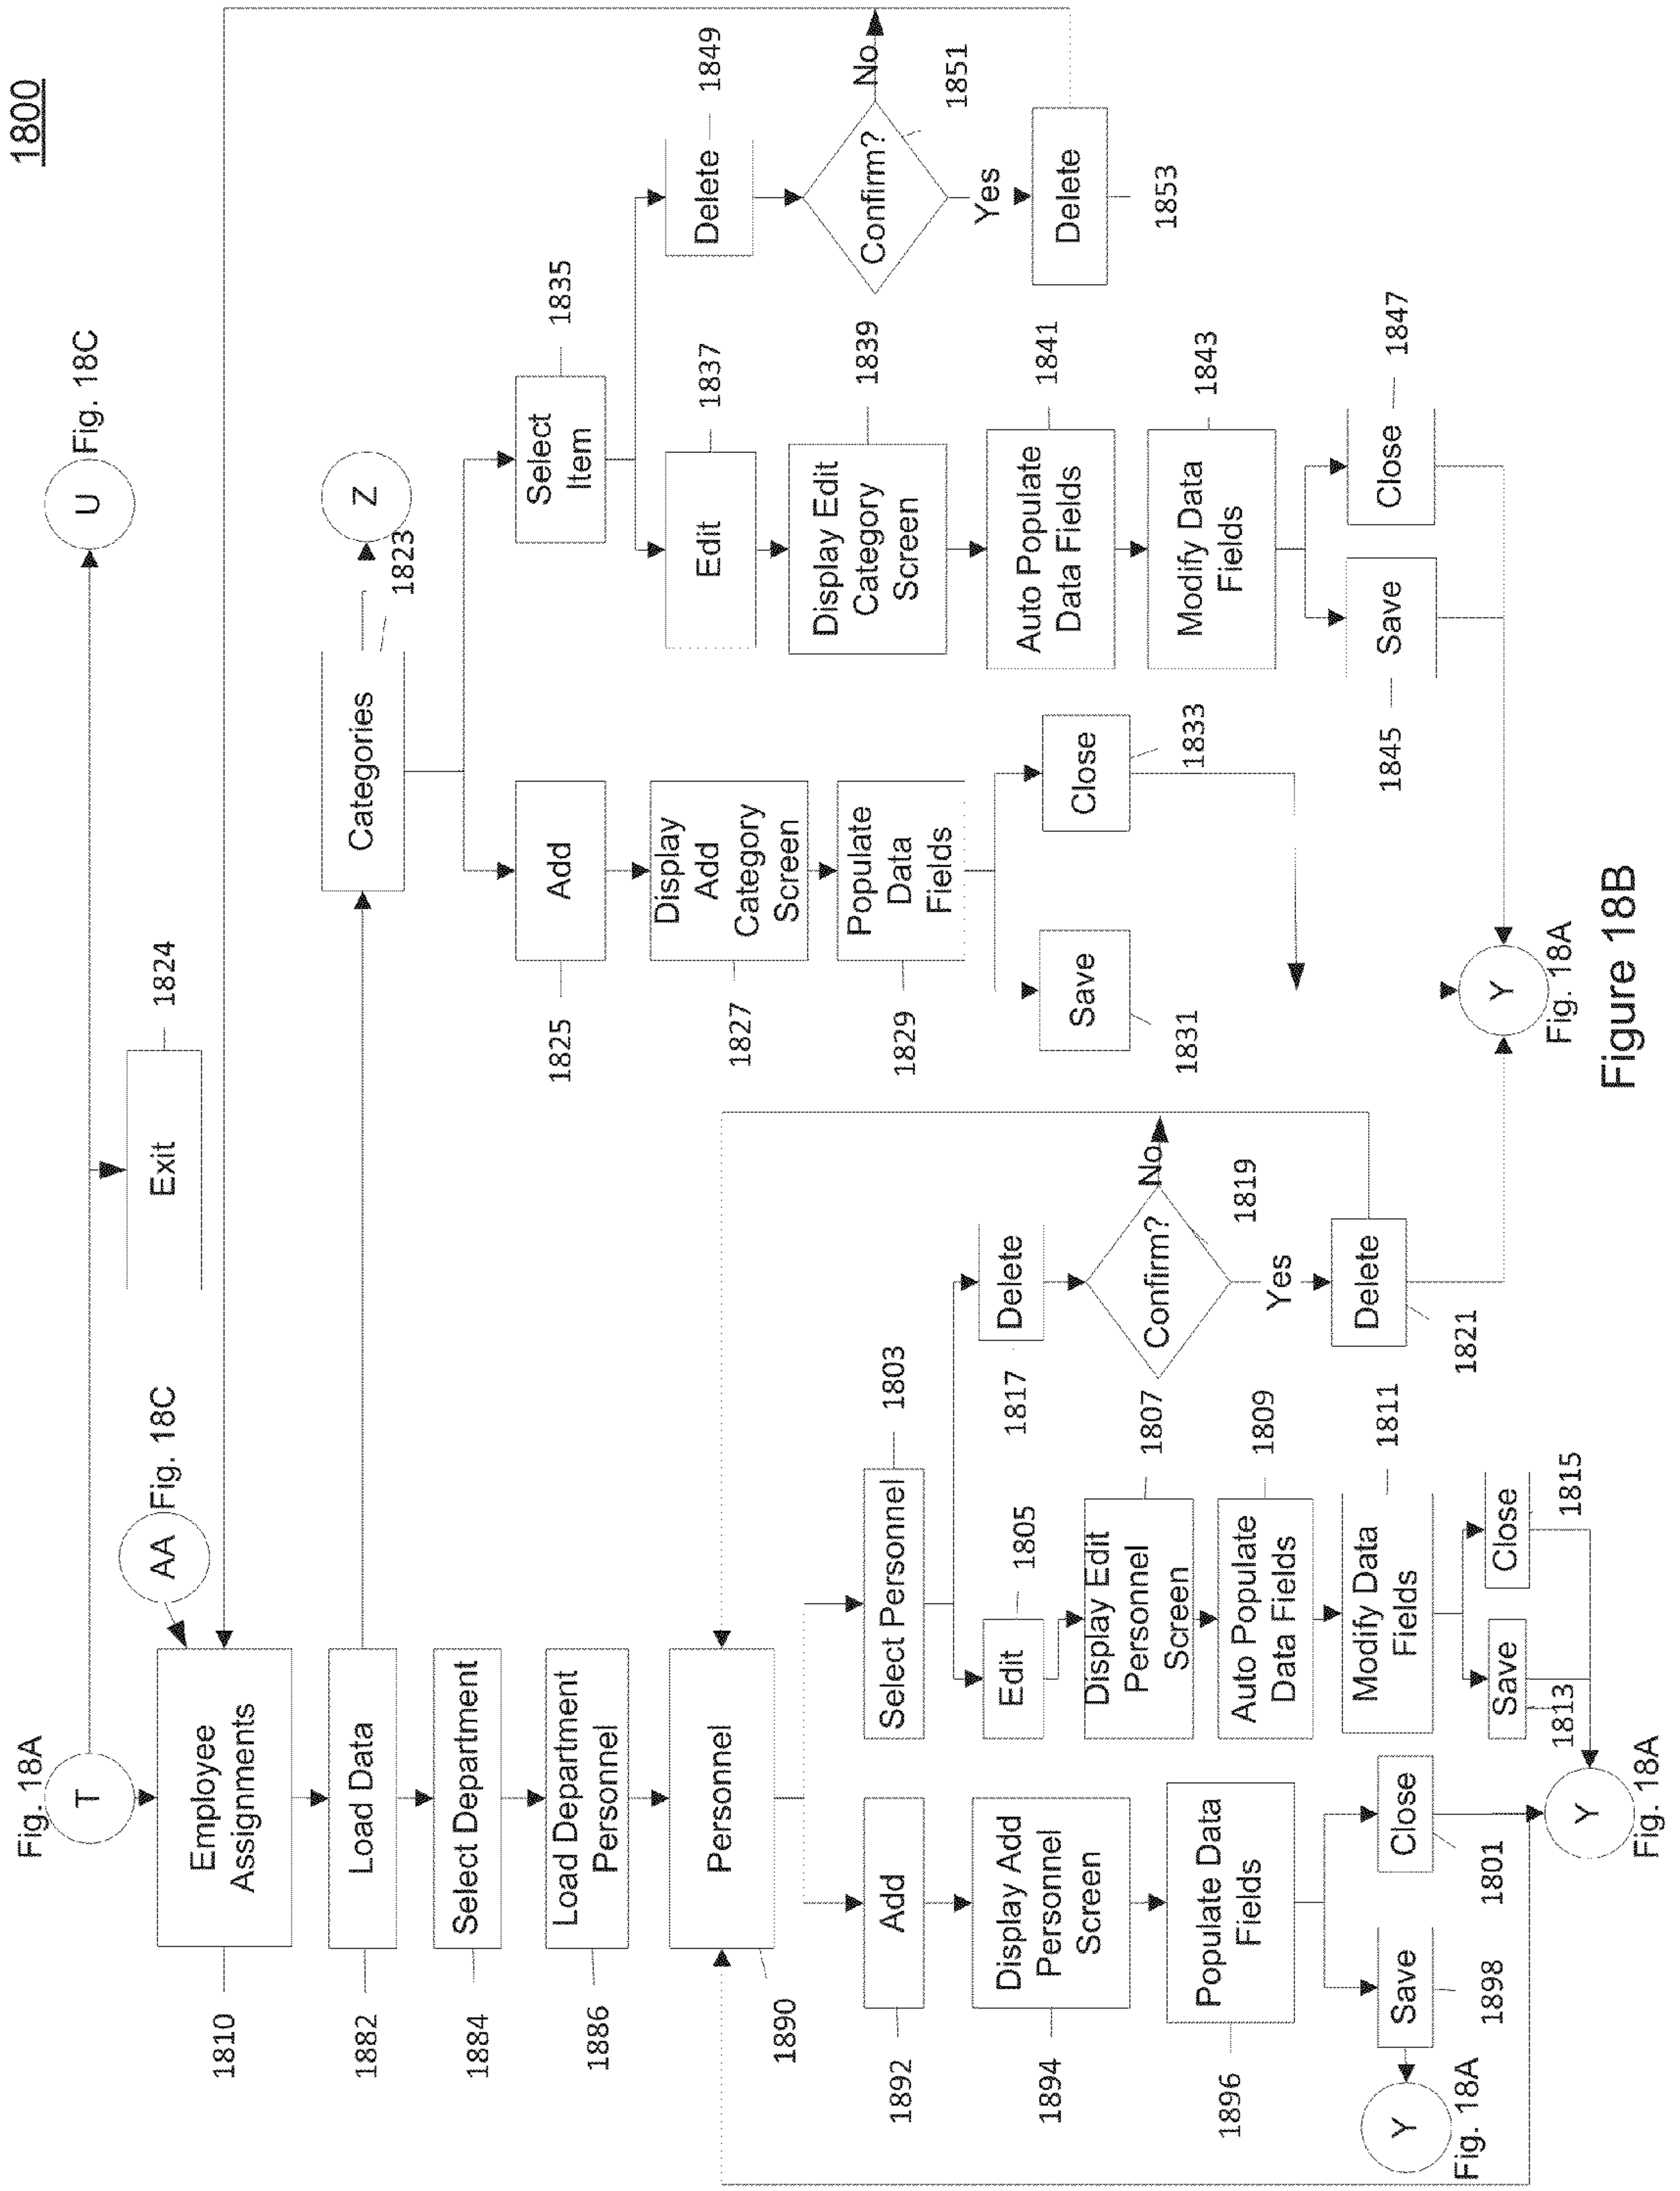 1800
Fig. 18A
T
U
Fig. 18C
Exit
1824
AA
Fig. 18C
Employee
Assignments
1810
Load Data
1882
Select Department
1884
Load Department
Personnel
1886
Personnel
1890
Add
1892
Display Add
Personnel
Screen
1894
Populate Data
Fields
1896
Save
1898
Close
1801
Y
Fig. 18A
Select Personnel
1803
Edit
1805
Display Edit
Personnel
Screen
1807
Auto Populate
Data Fields
1809
Modify Data
Fields
1811
Save
1813
Close
1815
Y
Fig. 18A
Delete
1817
Confirm?
1819
No
Yes
Delete
1821
Categories
1823
Z
Add
1825
Display
Add
Category
Screen
1827
Populate
Data
Fields
1829
Save
1831
Close
1833
Select
Item
1835
Edit
1837
Display Edit
Category
Screen
1839
Auto Populate
Data Fields
1841
Modify Data
Fields
1843
Save
1845
Close
1847
Delete
1849
Confirm?
1851
No
Yes
Delete
1853
Y
Fig. 18A
Figure 18B